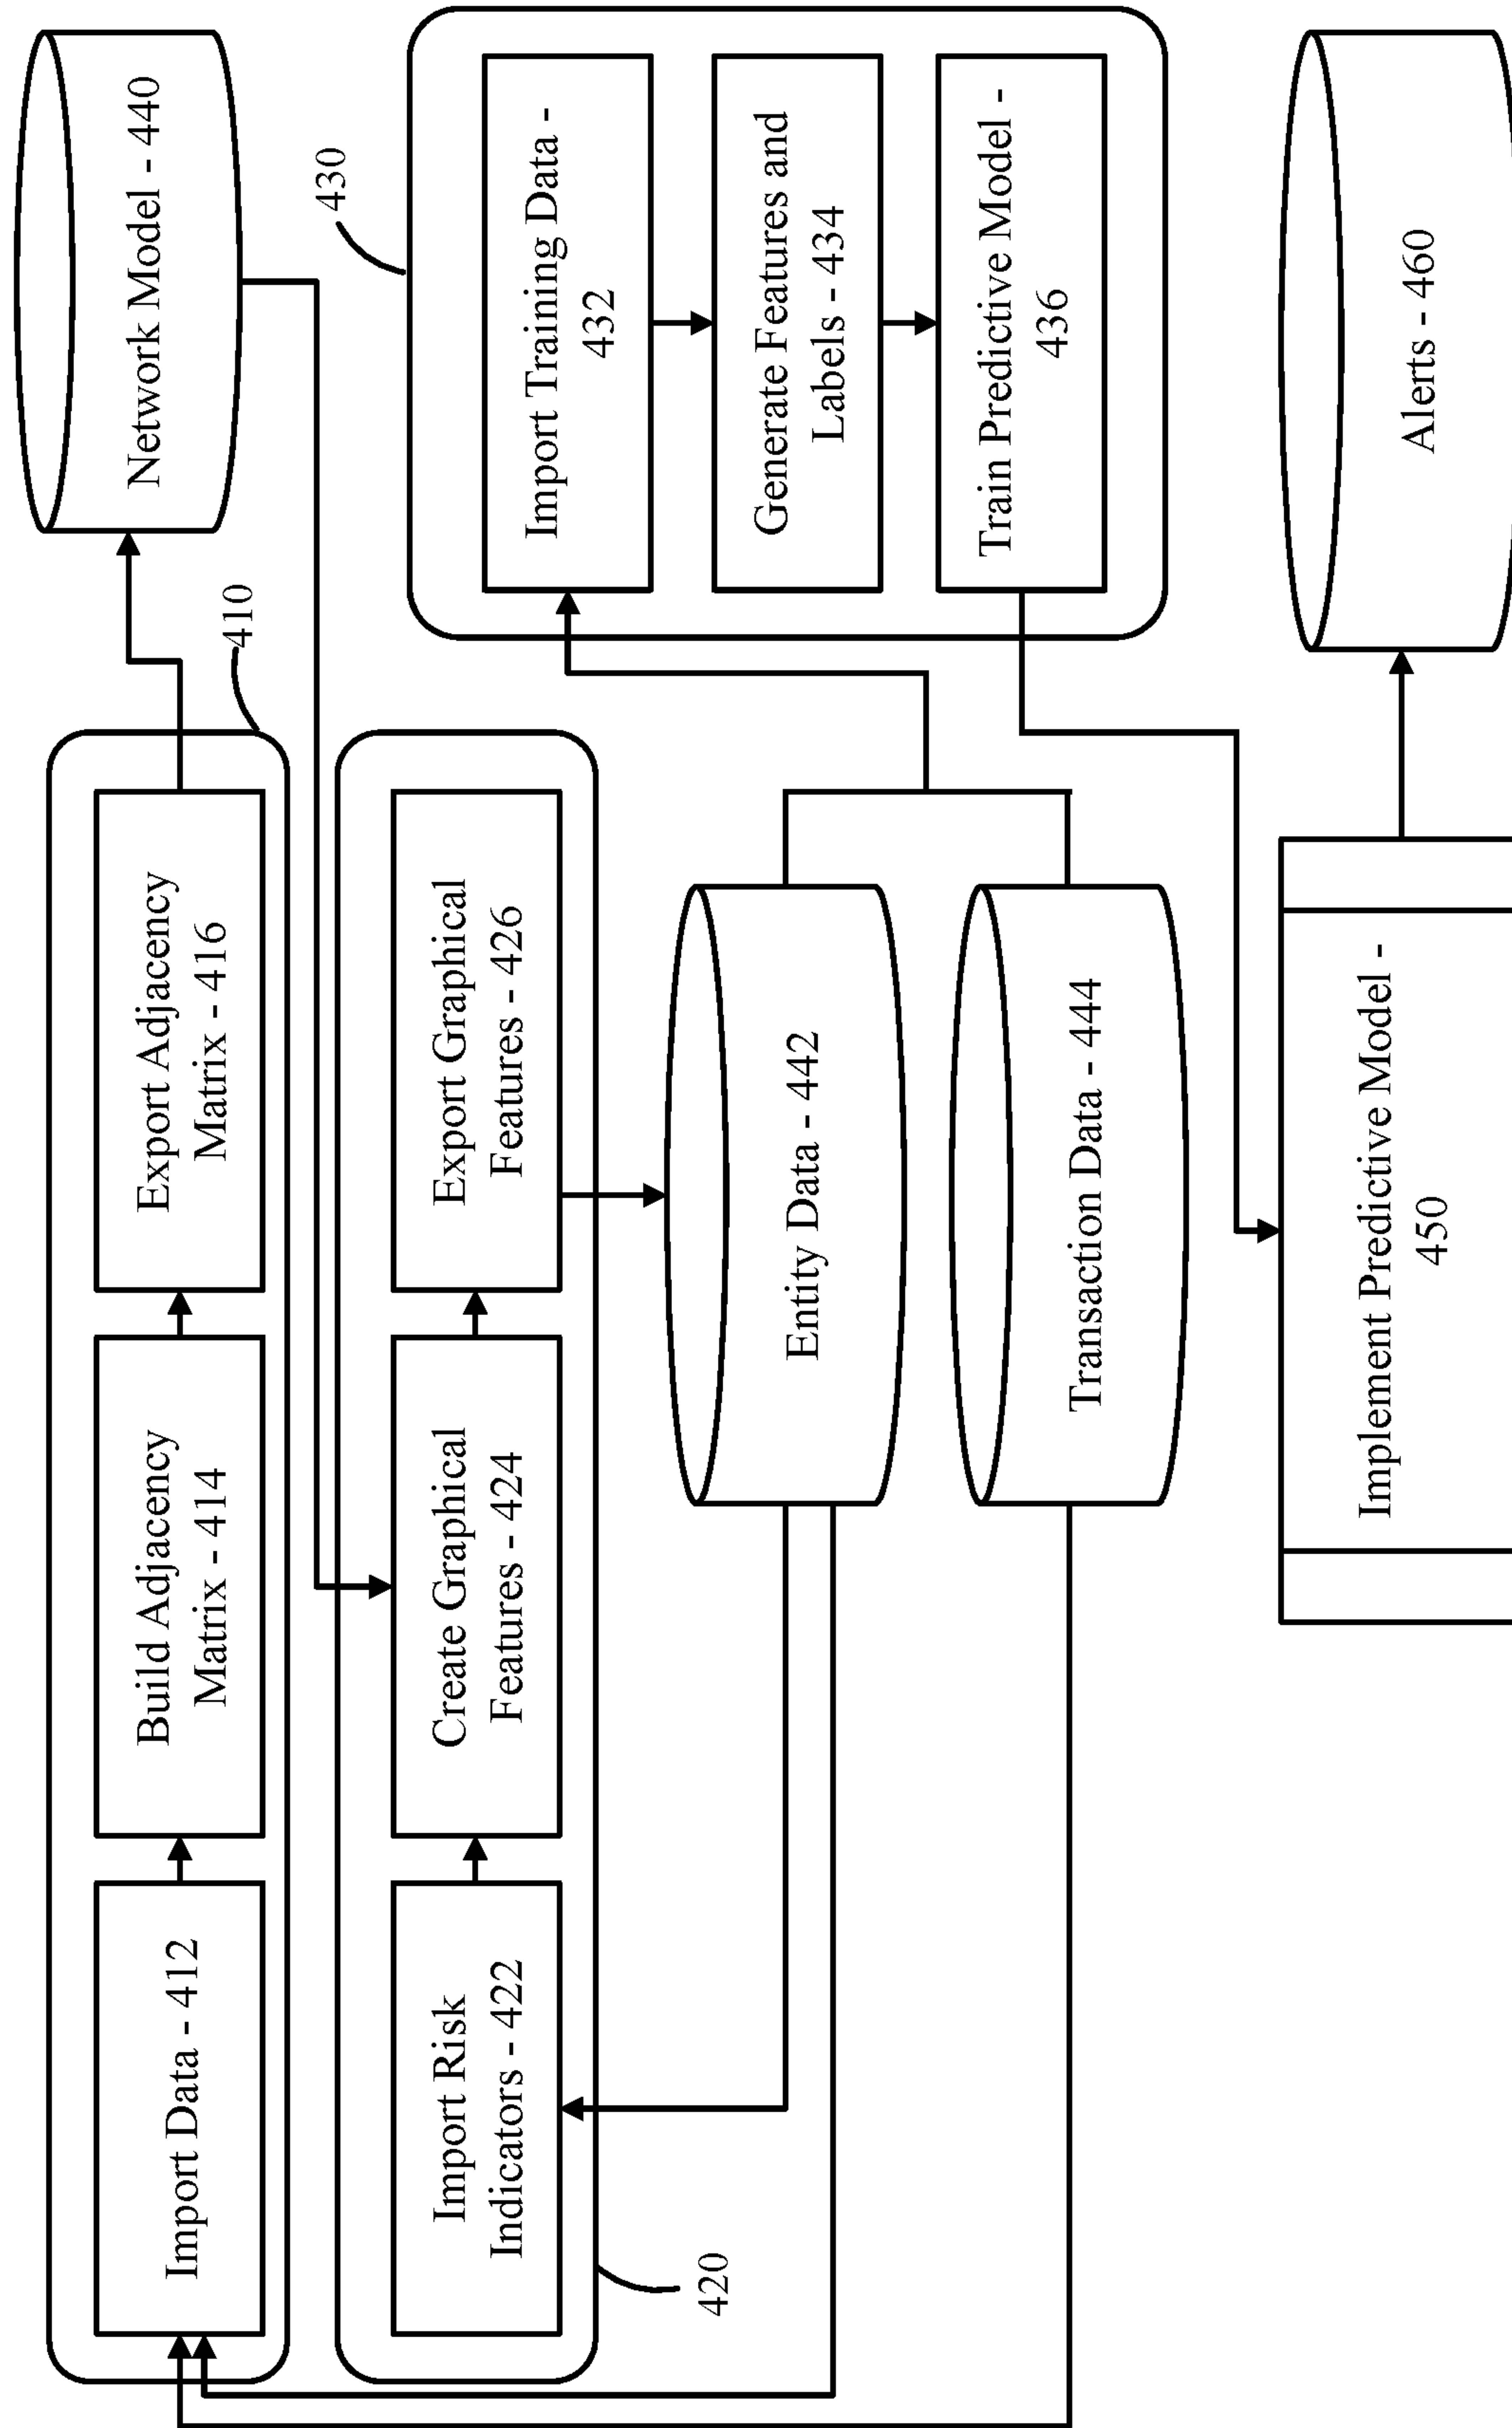 Import Data - 412
Build Adjacency
Matrix - 414
Export Adjacency
Matrix - 416
410
Network Model - 440
Import Risk
Indicators - 422
Create Graphical
Features - 424
Export Graphical
Features - 426
420
430
Import Training Data -
432
Generate Features and
Labels - 434
Train Predictive Model -
436
Entity Data - 442
Transaction Data - 444
Implement Predictive Model -
450
Alerts - 460